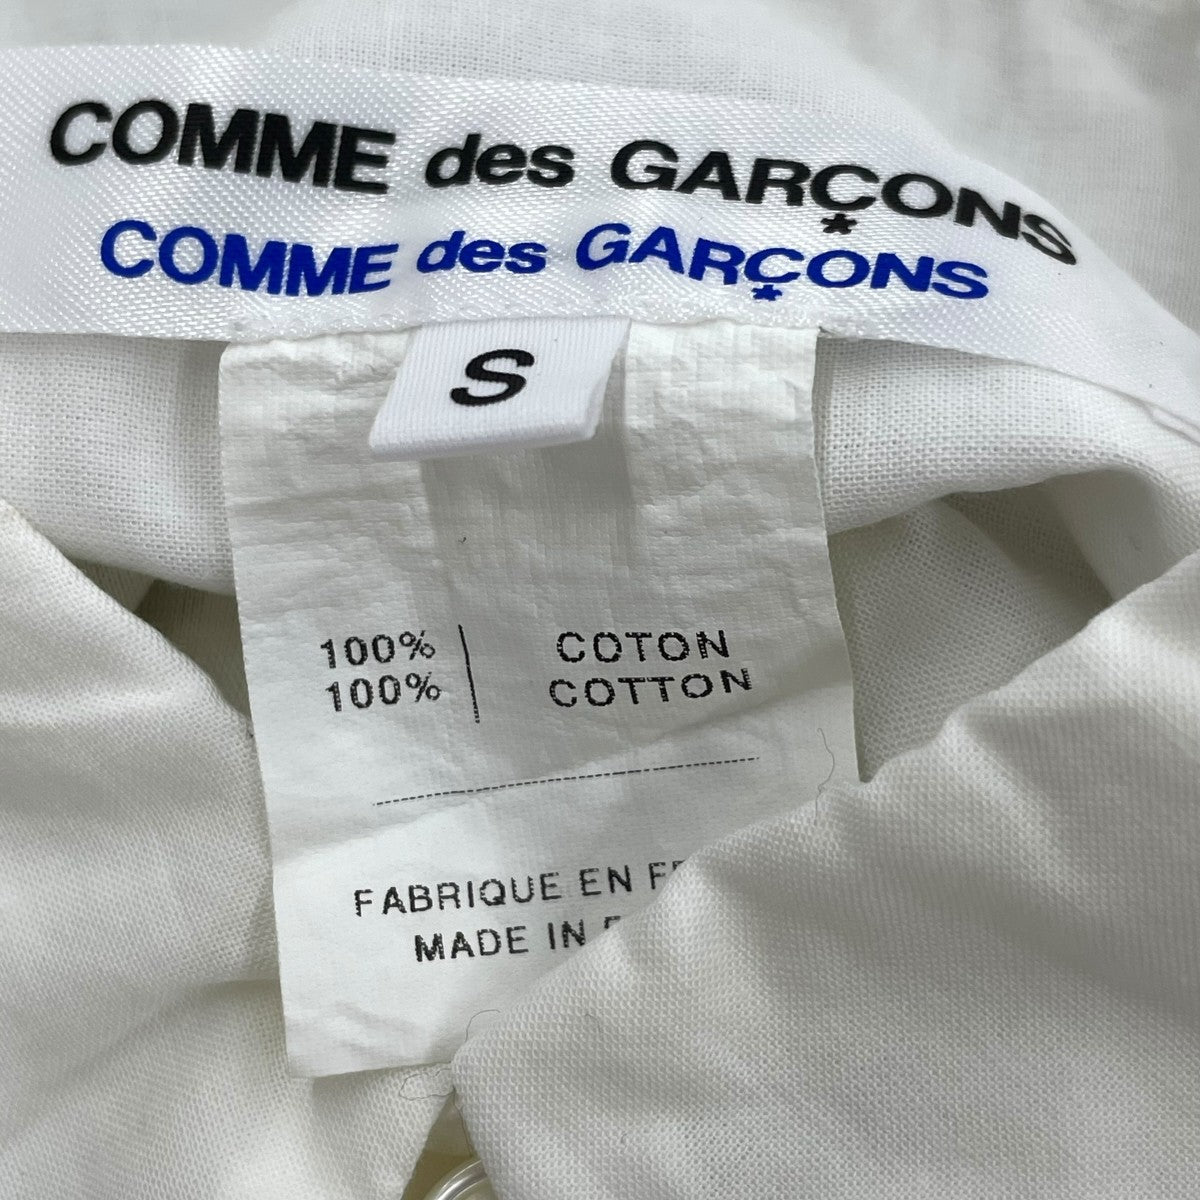 COMME des GARÇONS
COMME des GARÇONS
S
100% COTON
100% COTTON
FABRIQUE EN
MADE IN